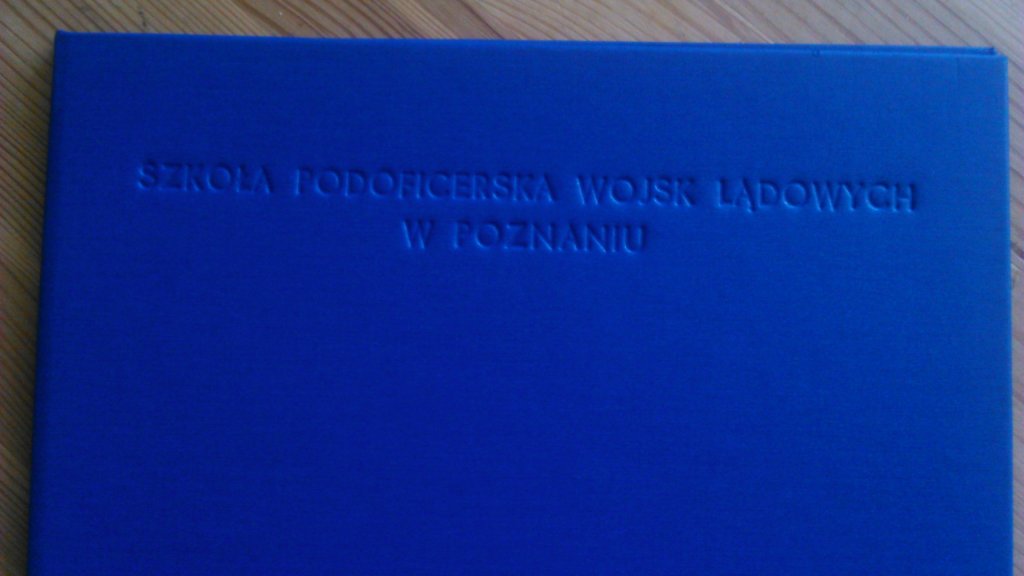 SZKOŁA PODOFICERSKA WOJSK LĄDOWYCH
W POZNANIU